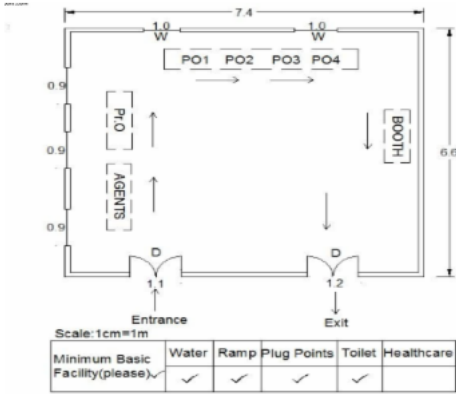 7.4
1.0 1.0
W W
PO1 PO2 PO3 PO4
0.9
Pr.O
BOOTH
0.9
6.6
AGENTS
0.9
D D
1.1 1.2
Entrance Exit
Scale:1cm=1m
Minimum Basic Facility(please)✓ Water Ramp Plug Points Toilet Healthcare
✓ ✓ ✓ ✓